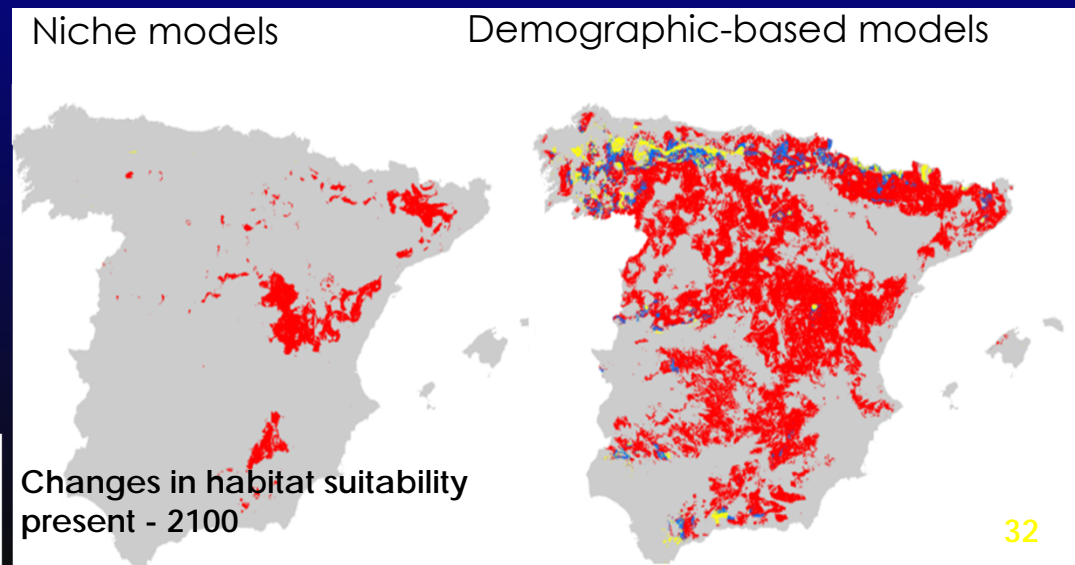 Niche models
Demographic-based models
Changes in habitat suitability
present - 2100
32